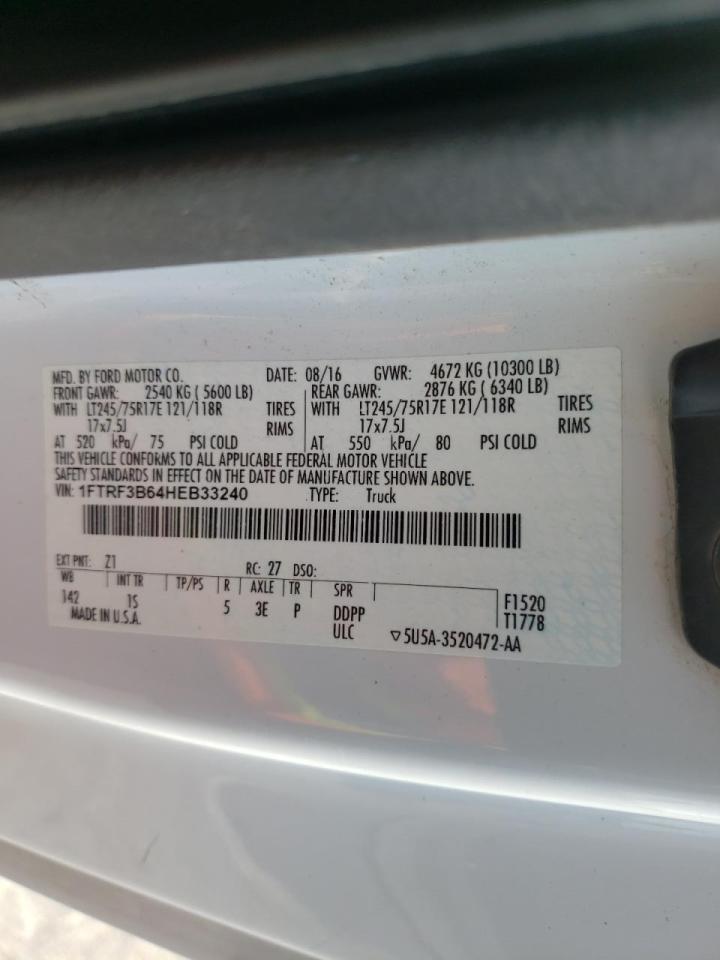 MFD. BY FORD MOTOR CO. DATE: 08/16 GVWR: 4672 KG (10300 LB)
FRONT GAWR: 2540 KG ( 5600 LB) REAR GAWR: 2876 KG ( 6340 LB)
WITH LT245/75R17E 121/118R TIRES WITH LT245/75R17E 121/118R TIRES
17x7.5J RIMS 17x7.5J RIMS
AT 520 kPa/ 75 PSI COLD AT 550 kPa/ 80 PSI COLD
THIS VEHICLE CONFORMS TO ALL APPLICABLE FEDERAL MOTOR VEHICLE
SAFETY STANDARDS IN EFFECT ON THE DATE OF MANUFACTURE SHOWN ABOVE.
VIN: 1FTRF3B64HEB33240 TYPE: Truck
EXT PNT: Z1 RC: 27 DSO:
WB INT TR TP/PS R AXLE TR SPR
142 1S 5 3E P DDPP F1520
MADE IN U.S.A. ULC T1778
▽5U5A-3520472-AA